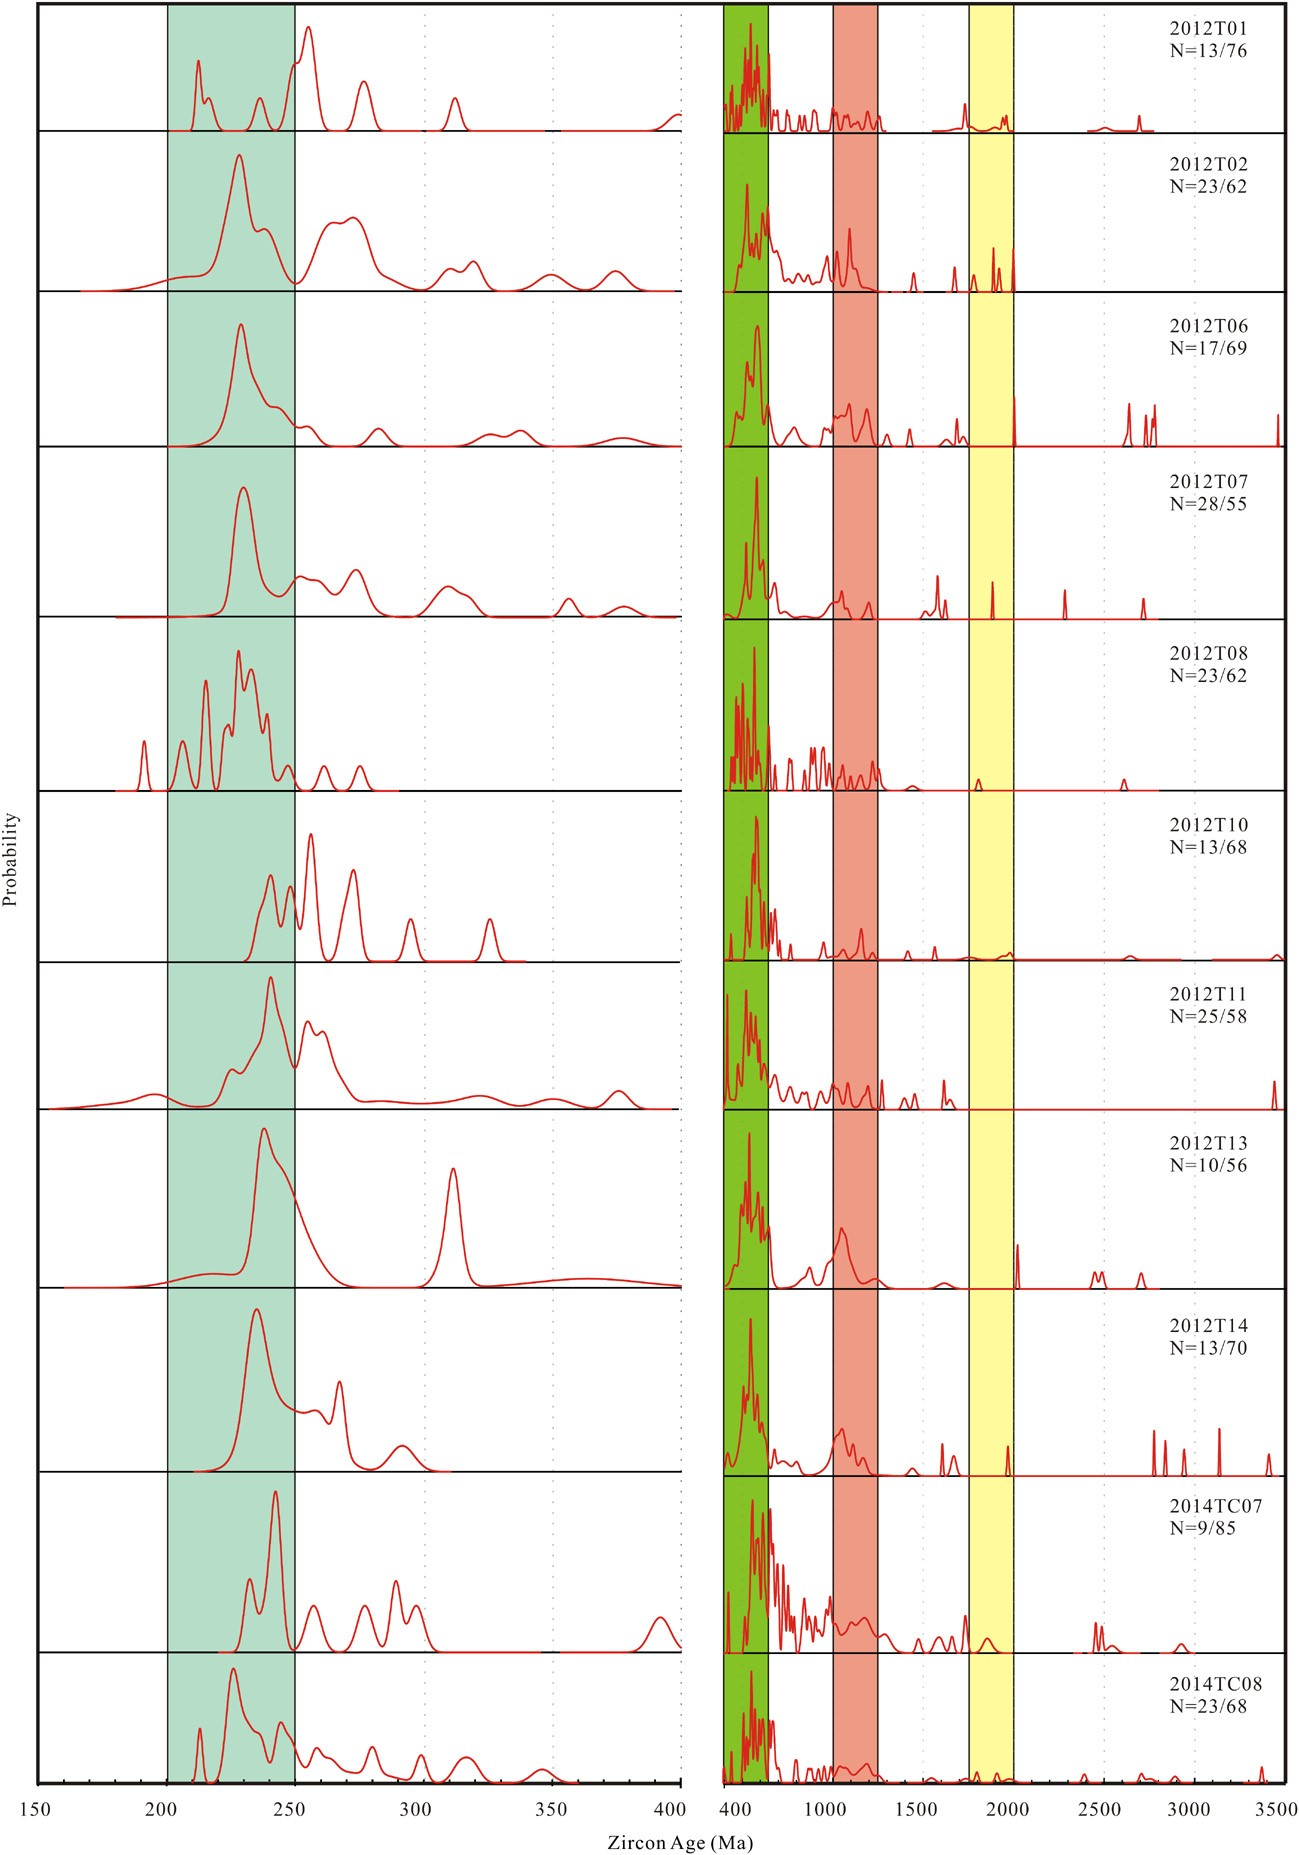 2012T01
N=13/76
2012T02
N=23/62
2012T06
N=17/69
2012T07
N=28/55
2012T08
N=23/62
2012T10
N=13/68
2012T11
N=25/58
2012T13
N=10/56
2012T14
N=13/70
2014TC07
N=9/85
2014TC08
N=23/68
Probability
150 200 250 300 350 400 400 1000 1500 2000 2500 3000 3500
Zircon Age (Ma)